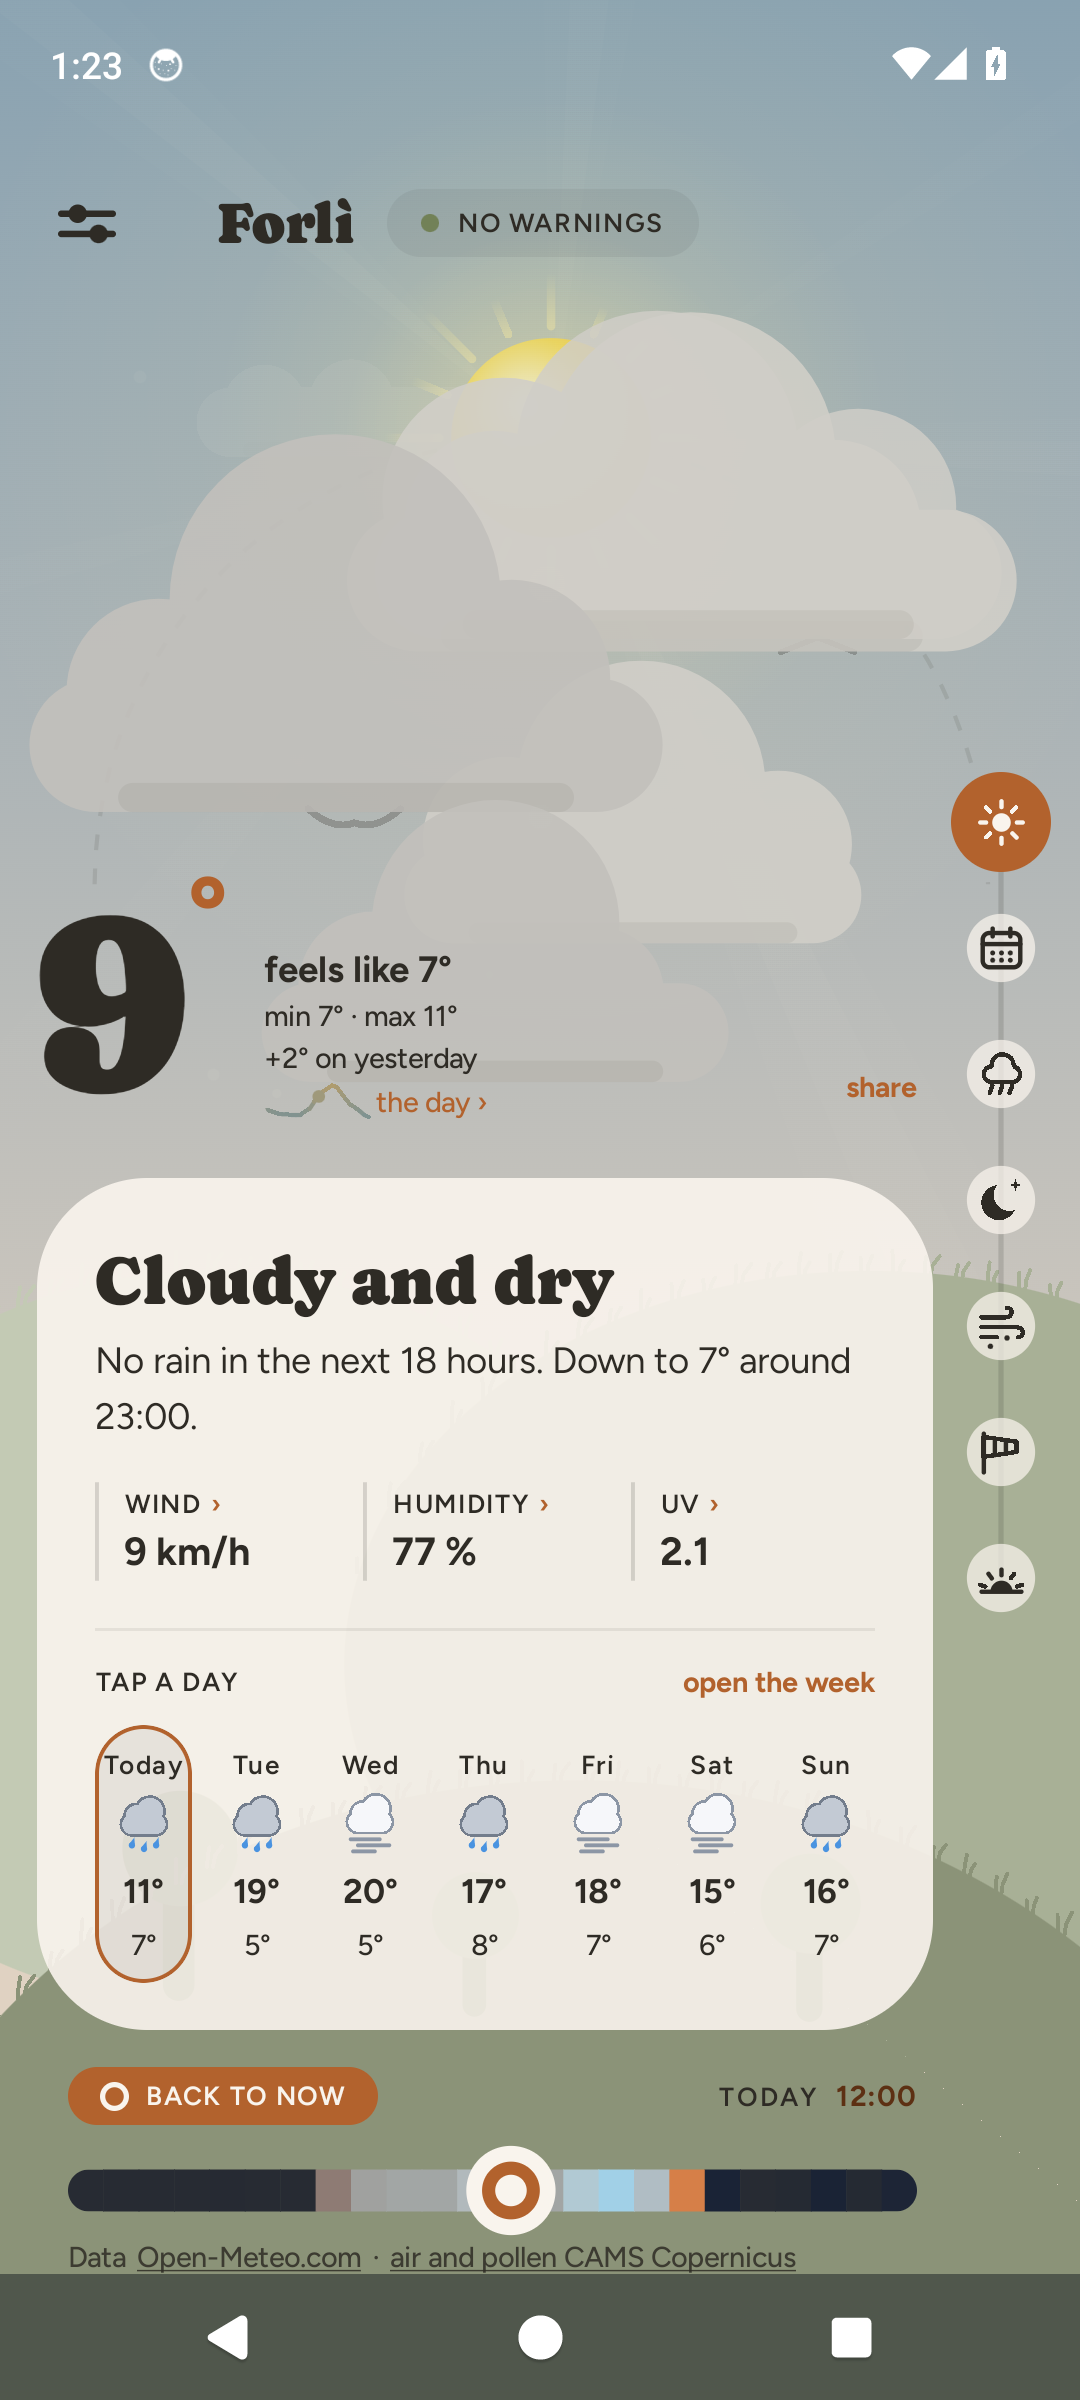 1:23
Forlì
NO WARNINGS
9°
feels like 7°
min 7° · max 11°
+2° on yesterday
the day ›
share
Cloudy and dry
No rain in the next 18 hours. Down to 7° around
23:00.
WIND › HUMIDITY › UV ›
9 km/h 77 % 2.1
TAP A DAY open the week
Today Tue Wed Thu Fri Sat Sun
11° 19° 20° 17° 18° 15° 16°
7° 5° 5° 8° 7° 6° 7°
BACK TO NOW TODAY 12:00
Data Open-Meteo.com · air and pollen CAMS Copernicus